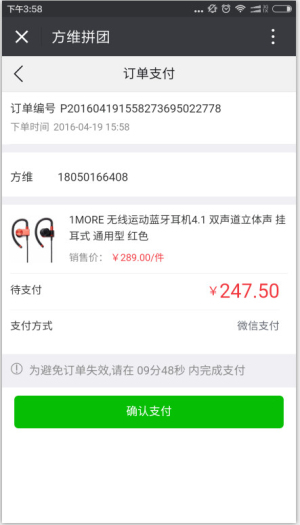 下午3:58
方维拼团
订单支付
订单编号 P201604191558273695022778
下单时间 2016-04-19 15:58
方维 18050166408
1MORE 无线运动蓝牙耳机4.1 双声道立体声 挂
耳式 通用型 红色
销售价: ￥289.00/件
待支付 ￥247.50
支付方式 微信支付
为避免订单失效,请在 09分48秒 内完成支付
确认支付